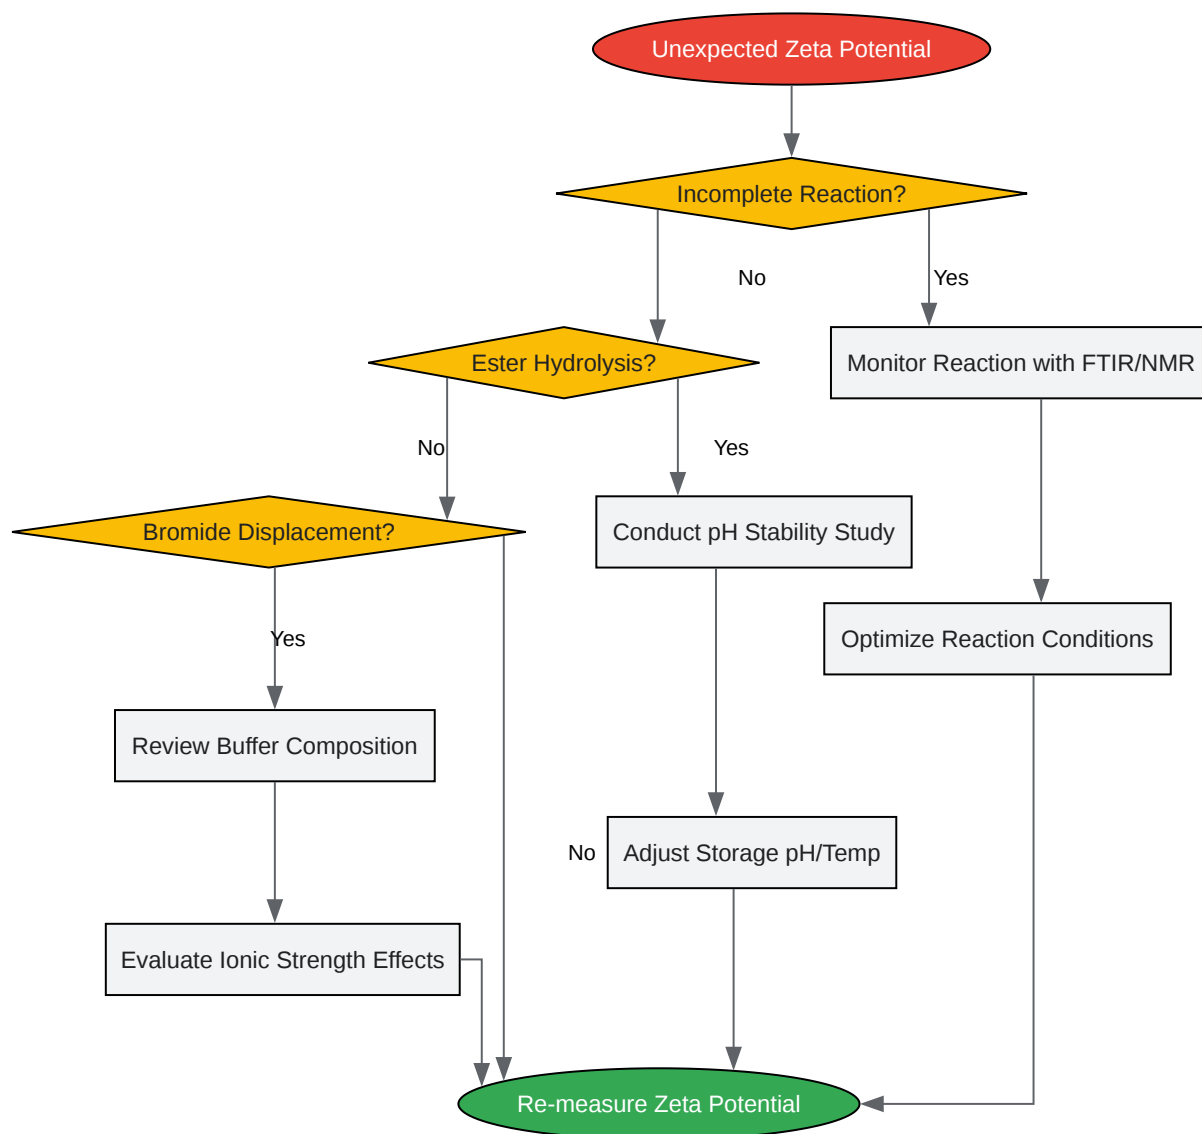 Unexpected Zeta Potential
Incomplete Reaction?
No
Yes
Ester Hydrolysis?
Monitor Reaction with FTIR/NMR
No
Yes
Bromide Displacement?
Conduct pH Stability Study
Yes
Optimize Reaction Conditions
Review Buffer Composition
No
Adjust Storage pH/Temp
Evaluate Ionic Strength Effects
Re-measure Zeta Potential